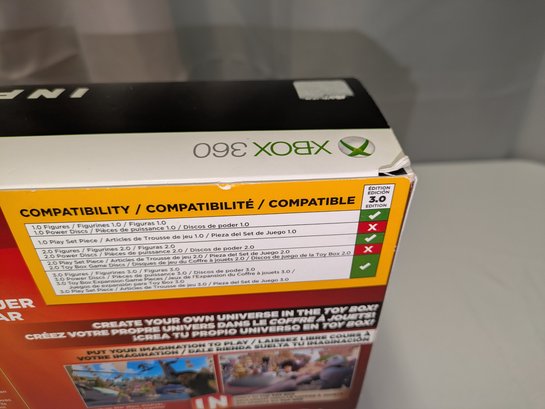 INF
XBOX 360
COMPATIBILITY / COMPATIBILITÉ / COMPATIBLE
ÉDITION
EDICIÓN
3.0
EDITION
1.0 Figures / Figurines 1.0 / Figuras 1.0
1.0 Power Discs / Pièces de puissance 1.0 / Discos de poder 1.0
1.0 Play Set Piece / Articles de Trousse de jeu 1.0 / Pieza del Set de Juego 1.0
2.0 Figures / Figurines 2.0 / Figuras 2.0
2.0 Power Discs / Pièces de puissance 2.0 / Discos de poder 2.0
2.0 Play Set Piece / Articles de Trousse de jeu 2.0 / Pieza del Set de Juego 2.0
2.0 Toy Box Game Discs / Disques de jeu du Coffre à jouets 2.0 / Discos de juego de la Toy Box 2.0
3.0 Figures / Figurines 3.0 / Figuras 3.0
3.0 Power Discs / Pièces de puissance 3.0 / Discos de poder 3.0
3.0 Toy Box Expansion Game Pieces / Jeux de l'Expansion du Coffre à jouets 3.0 /
Juegos de expansión para Toy Box 3.0
3.0 Play Set Piece / Articles de Trousse de jeu 3.0 / Pieza del Set de Juego 3.0
UER
AR
CREATE YOUR OWN UNIVERSE IN THE TOY BOX!
CRÉEZ VOTRE PROPRE UNIVERS DANS LE COFFRE À JOUETS!
¡CREA TU PROPIO UNIVERSO EN TOY BOX!
PUT YOUR IMAGINATION TO PLAY / LAISSEZ LIBRE COURS À
VOTRE IMAGINATION / DALE RIENDA SUELTA TU IMAGINACIÓN
IN